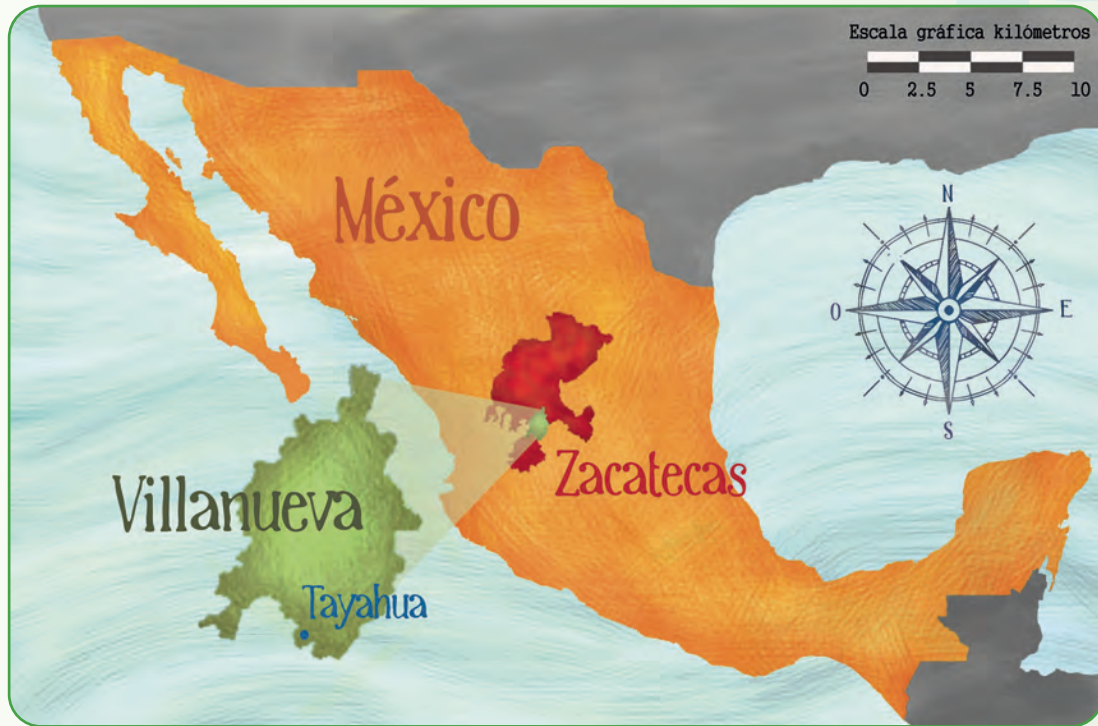 Escala gráfica kilómetros
0 2.5 5 7.5 10
México
N
O E
S
Zacatecas
Villanueva
Tayahua